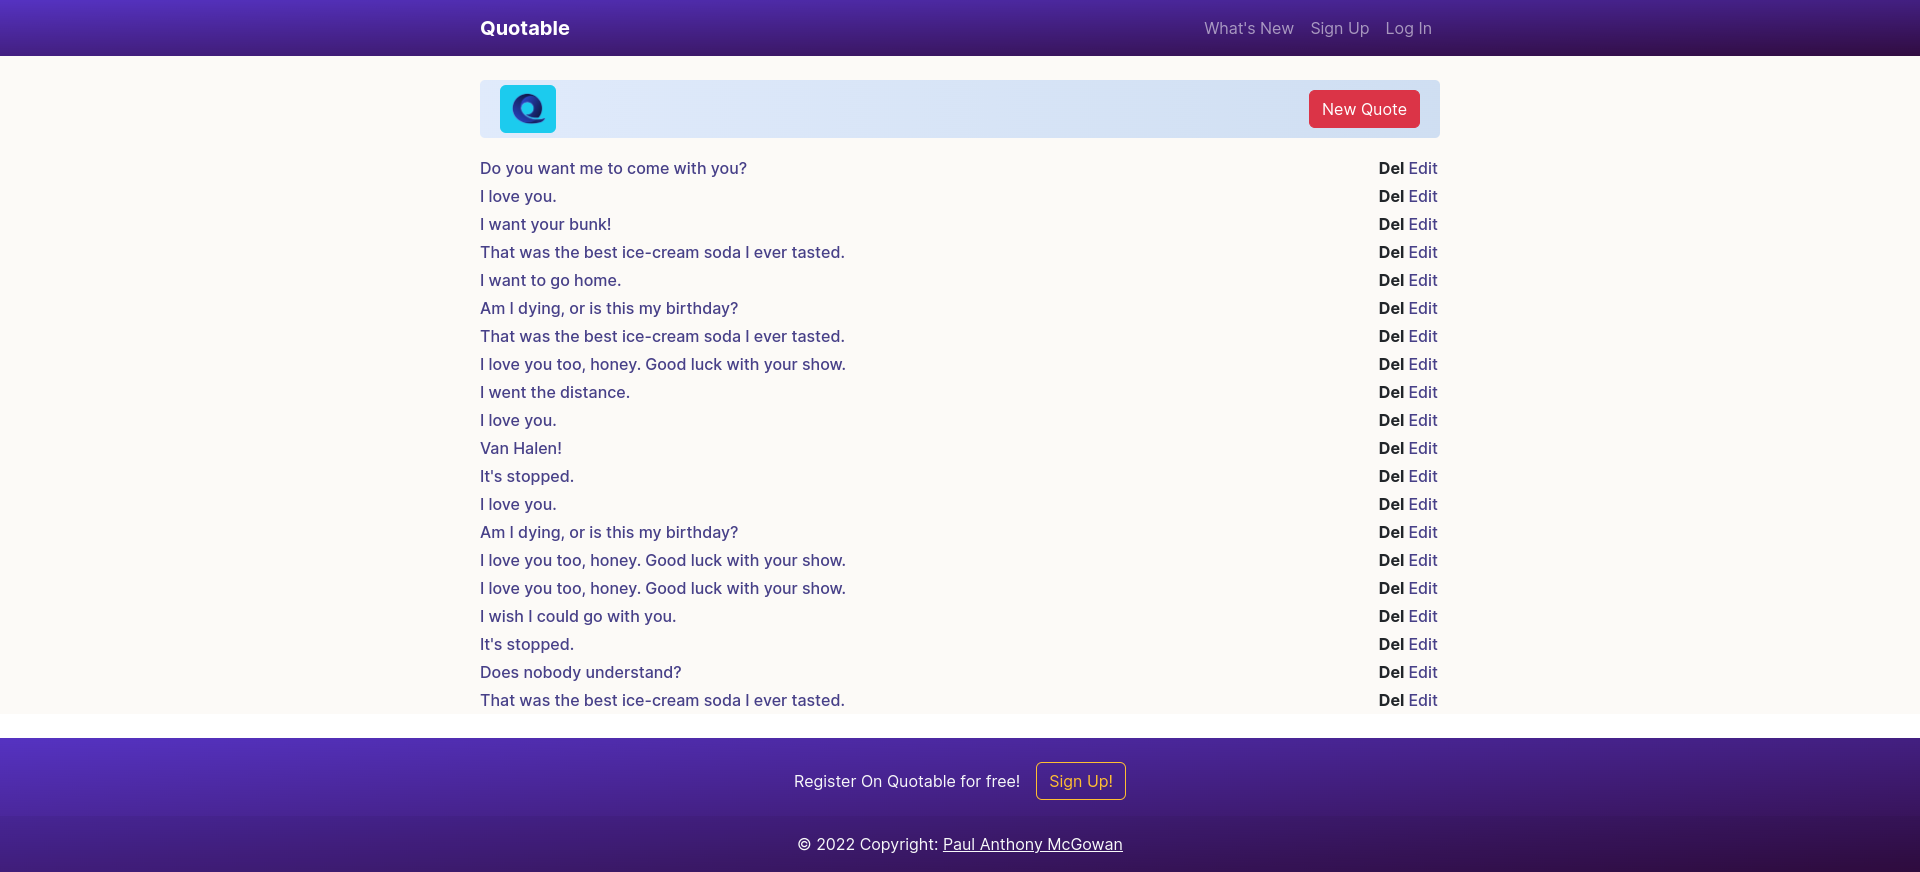 Quotable What's New Sign Up Log In
New Quote
Do you want me to come with you? Del Edit
I love you. Del Edit
I want your bunk! Del Edit
That was the best ice-cream soda I ever tasted. Del Edit
I want to go home. Del Edit
Am I dying, or is this my birthday? Del Edit
That was the best ice-cream soda I ever tasted. Del Edit
I love you too, honey. Good luck with your show. Del Edit
I went the distance. Del Edit
I love you. Del Edit
Van Halen! Del Edit
It's stopped. Del Edit
I love you. Del Edit
Am I dying, or is this my birthday? Del Edit
I love you too, honey. Good luck with your show. Del Edit
I love you too, honey. Good luck with your show. Del Edit
I wish I could go with you. Del Edit
It's stopped. Del Edit
Does nobody understand? Del Edit
That was the best ice-cream soda I ever tasted. Del Edit
Register On Quotable for free! Sign Up!
© 2022 Copyright: Paul Anthony McGowan